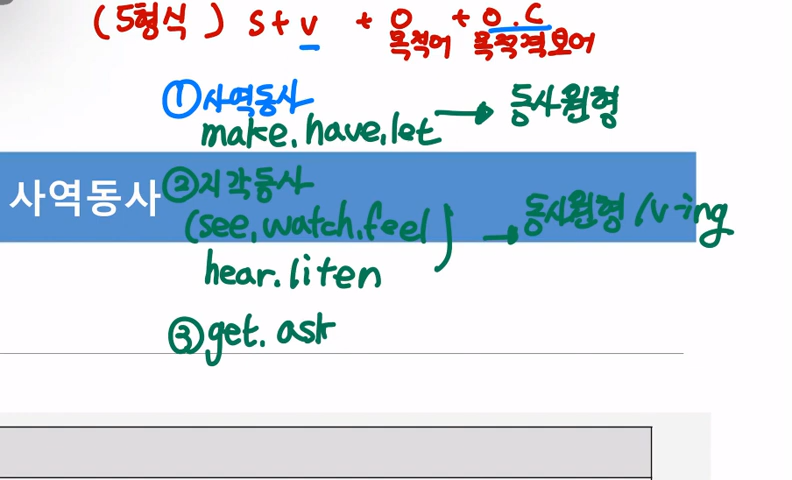 (5형식) S+V + O + O.C
목적어 목적격보어
①사역동사
make.have.let → 동사원형
사역동사
②지각동사
(see.watch.feel
hear.liten) → 동사원형/v-ing
③get.ask